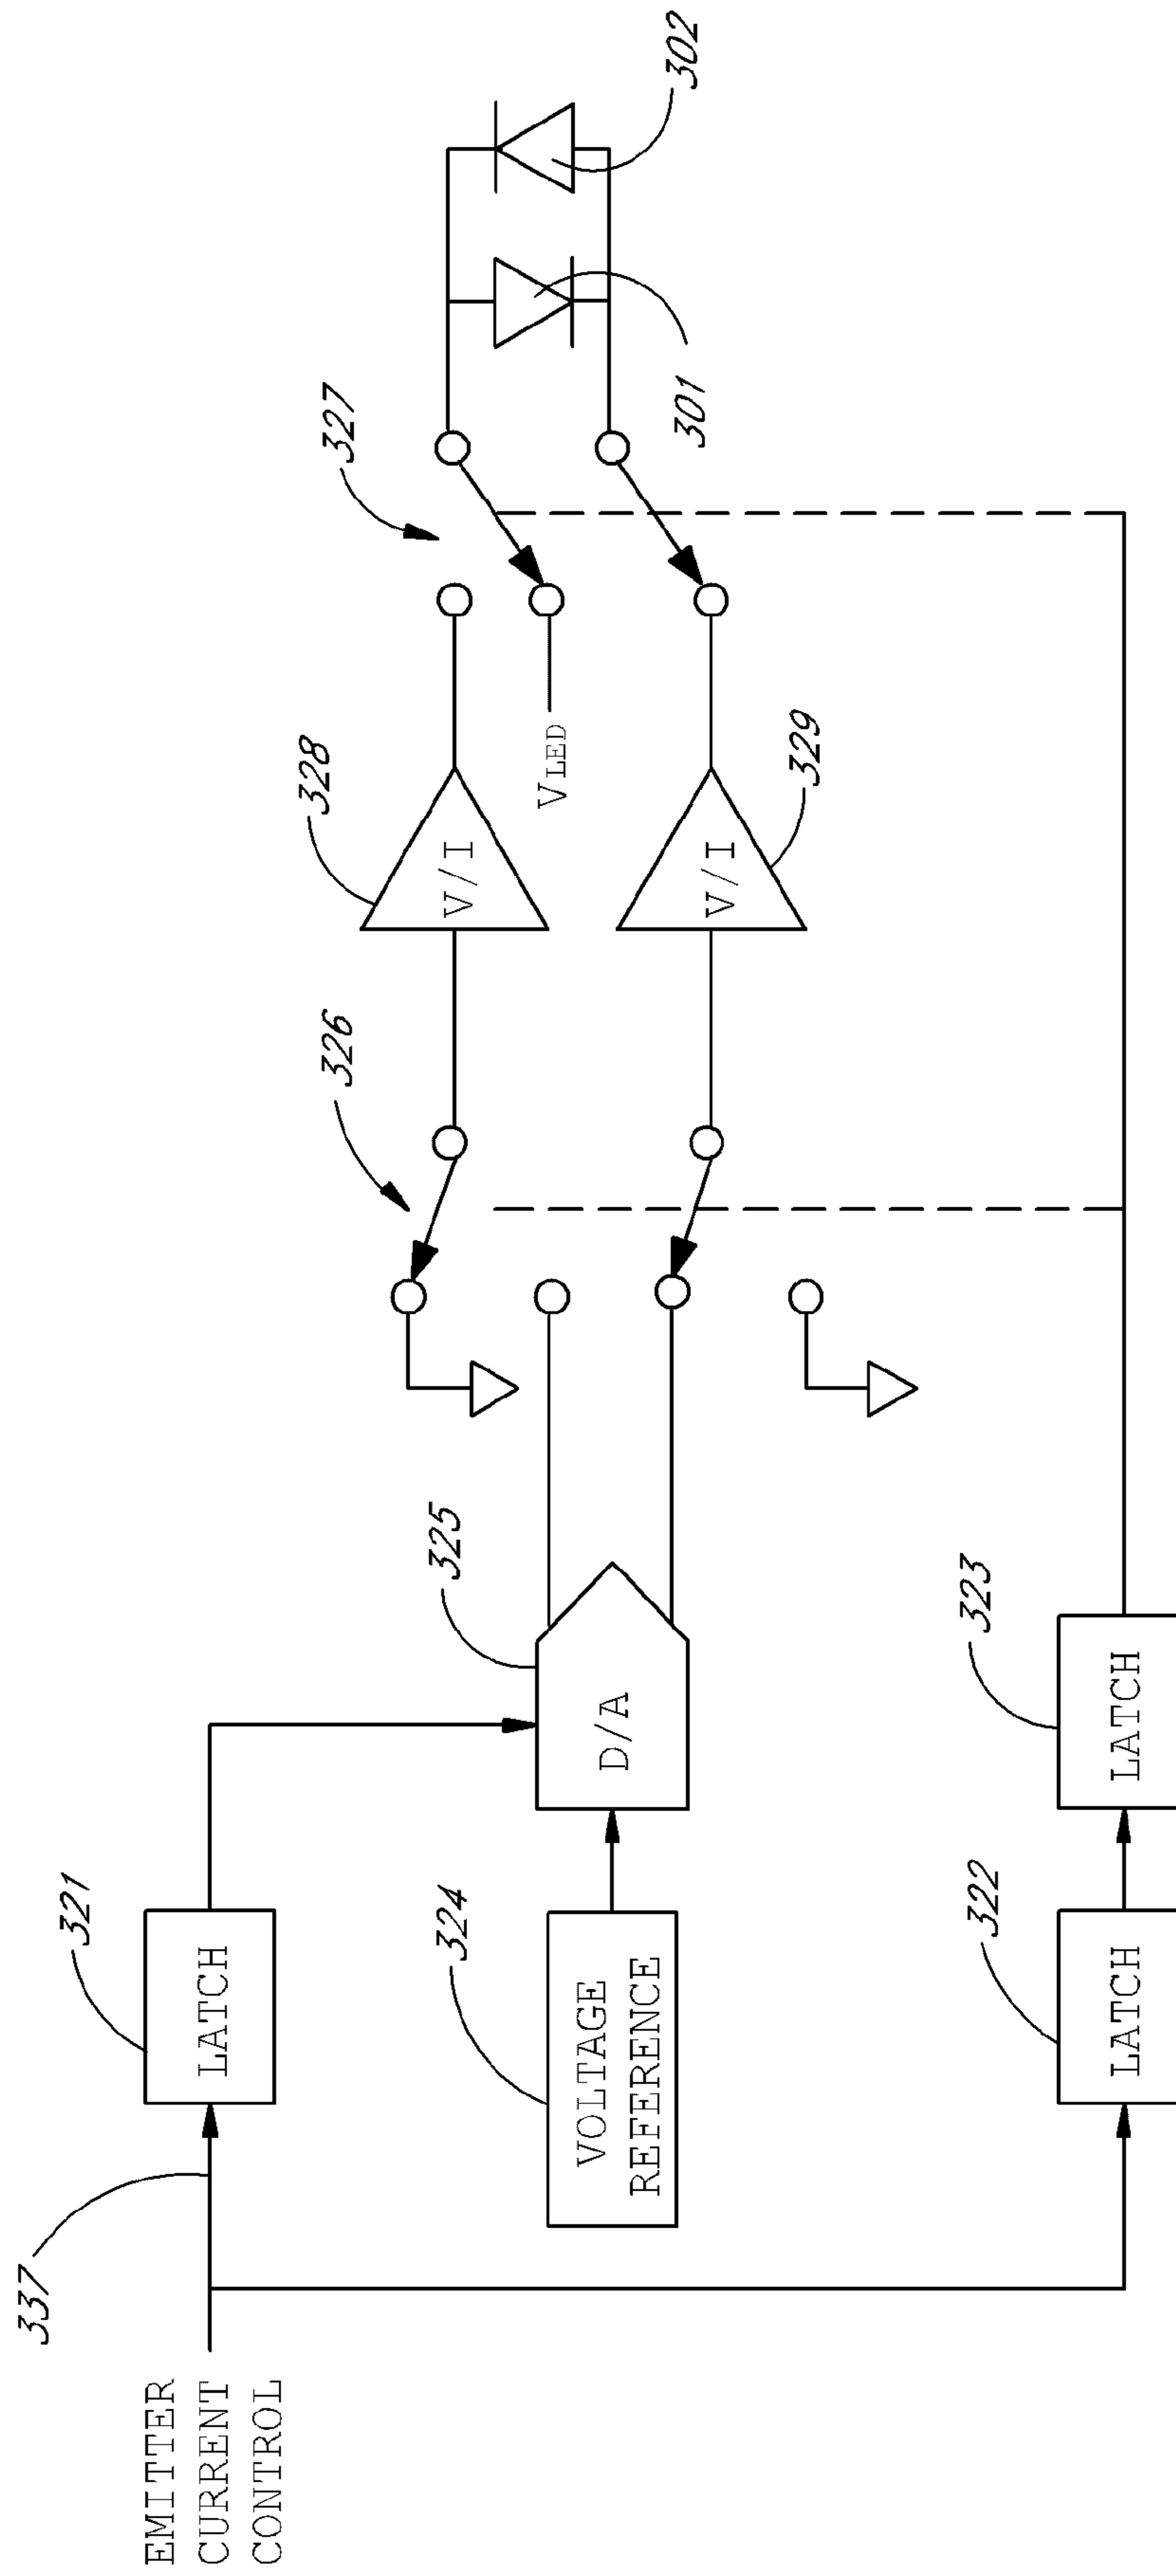 EMITTER
CURRENT
CONTROL
337
LATCH
321
VOLTAGE
REFERENCE
324
D/A
325
LATCH
322
LATCH
323
326
V/I
328
V/I
329
VLED
327
301
302